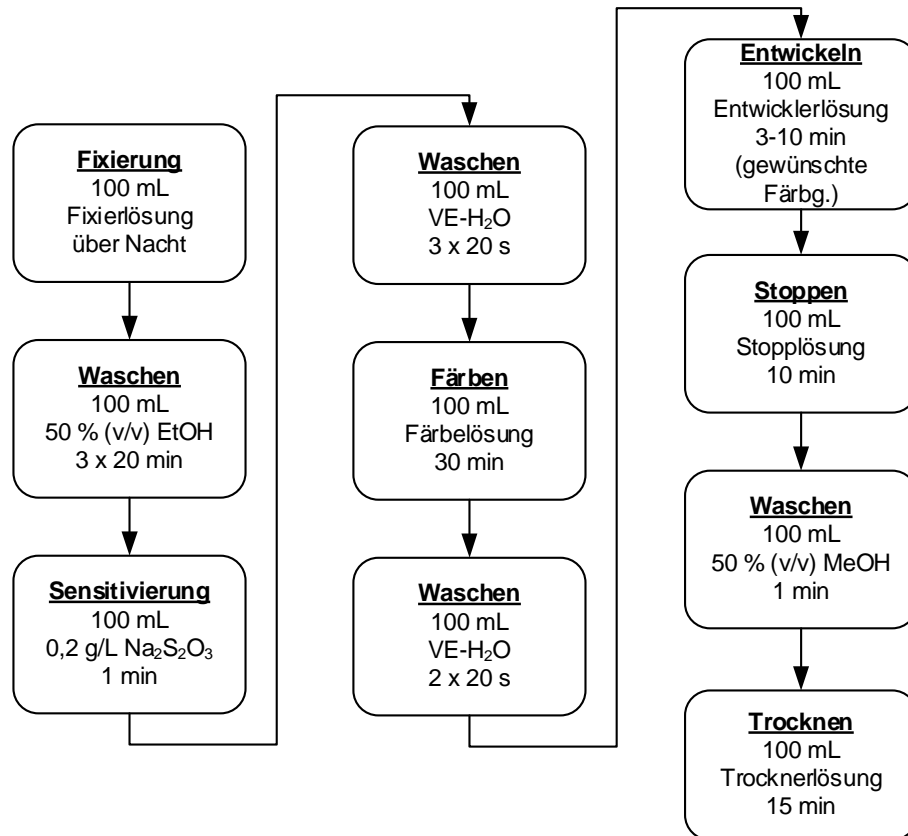 Fixierung
100 mL
Fixierlösung
über Nacht
Waschen
100 mL
50 % (v/v) EtOH
3 x 20 min
Sensitivierung
100 mL
0,2 g/L Na₂S₂O₃
1 min
Waschen
100 mL
VE-H₂O
3 x 20 s
Färben
100 mL
Färbelösung
30 min
Waschen
100 mL
VE-H₂O
2 x 20 s
Entwickeln
100 mL
Entwicklerlösung
3-10 min
(gewünschte
Färbg.)
Stoppen
100 mL
Stopplösung
10 min
Waschen
100 mL
50 % (v/v) MeOH
1 min
Trocknen
100 mL
Trocknerlösung
15 min